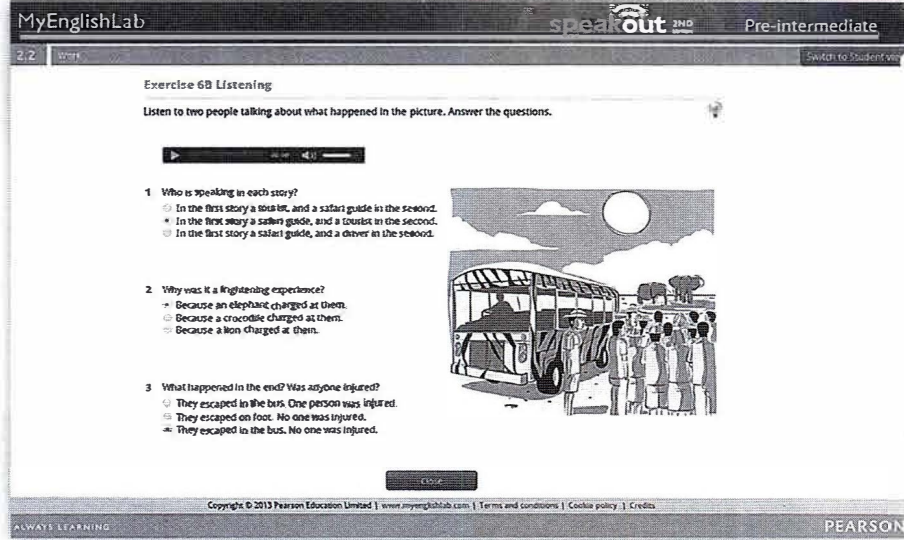 MyEnglishLab
speakout 2ND EDITION
Pre-intermediate
2.2 Work
Switch to Student view
Exercise 6B Listening
Listen to two people talking about what happened in the picture. Answer the questions.
1 Who is speaking in each story?
In the first story a tourist, and a safari guide in the second.
In the first story a safari guide, and a tourist in the second.
In the first story a safari guide, and a driver in the second.
2 Why was it a frightening experience?
Because an elephant charged at them.
Because a crocodile charged at them.
Because a lion charged at them.
3 What happened in the end? Was anyone injured?
They escaped in the bus. One person was injured.
They escaped on foot. No one was injured.
They escaped in the bus. No one was injured.
Close
Copyright © 2013 Pearson Education Limited | www.myenglishlab.com | Terms and conditions | Cookie policy | Credits
ALWAYS LEARNING
PEARSON